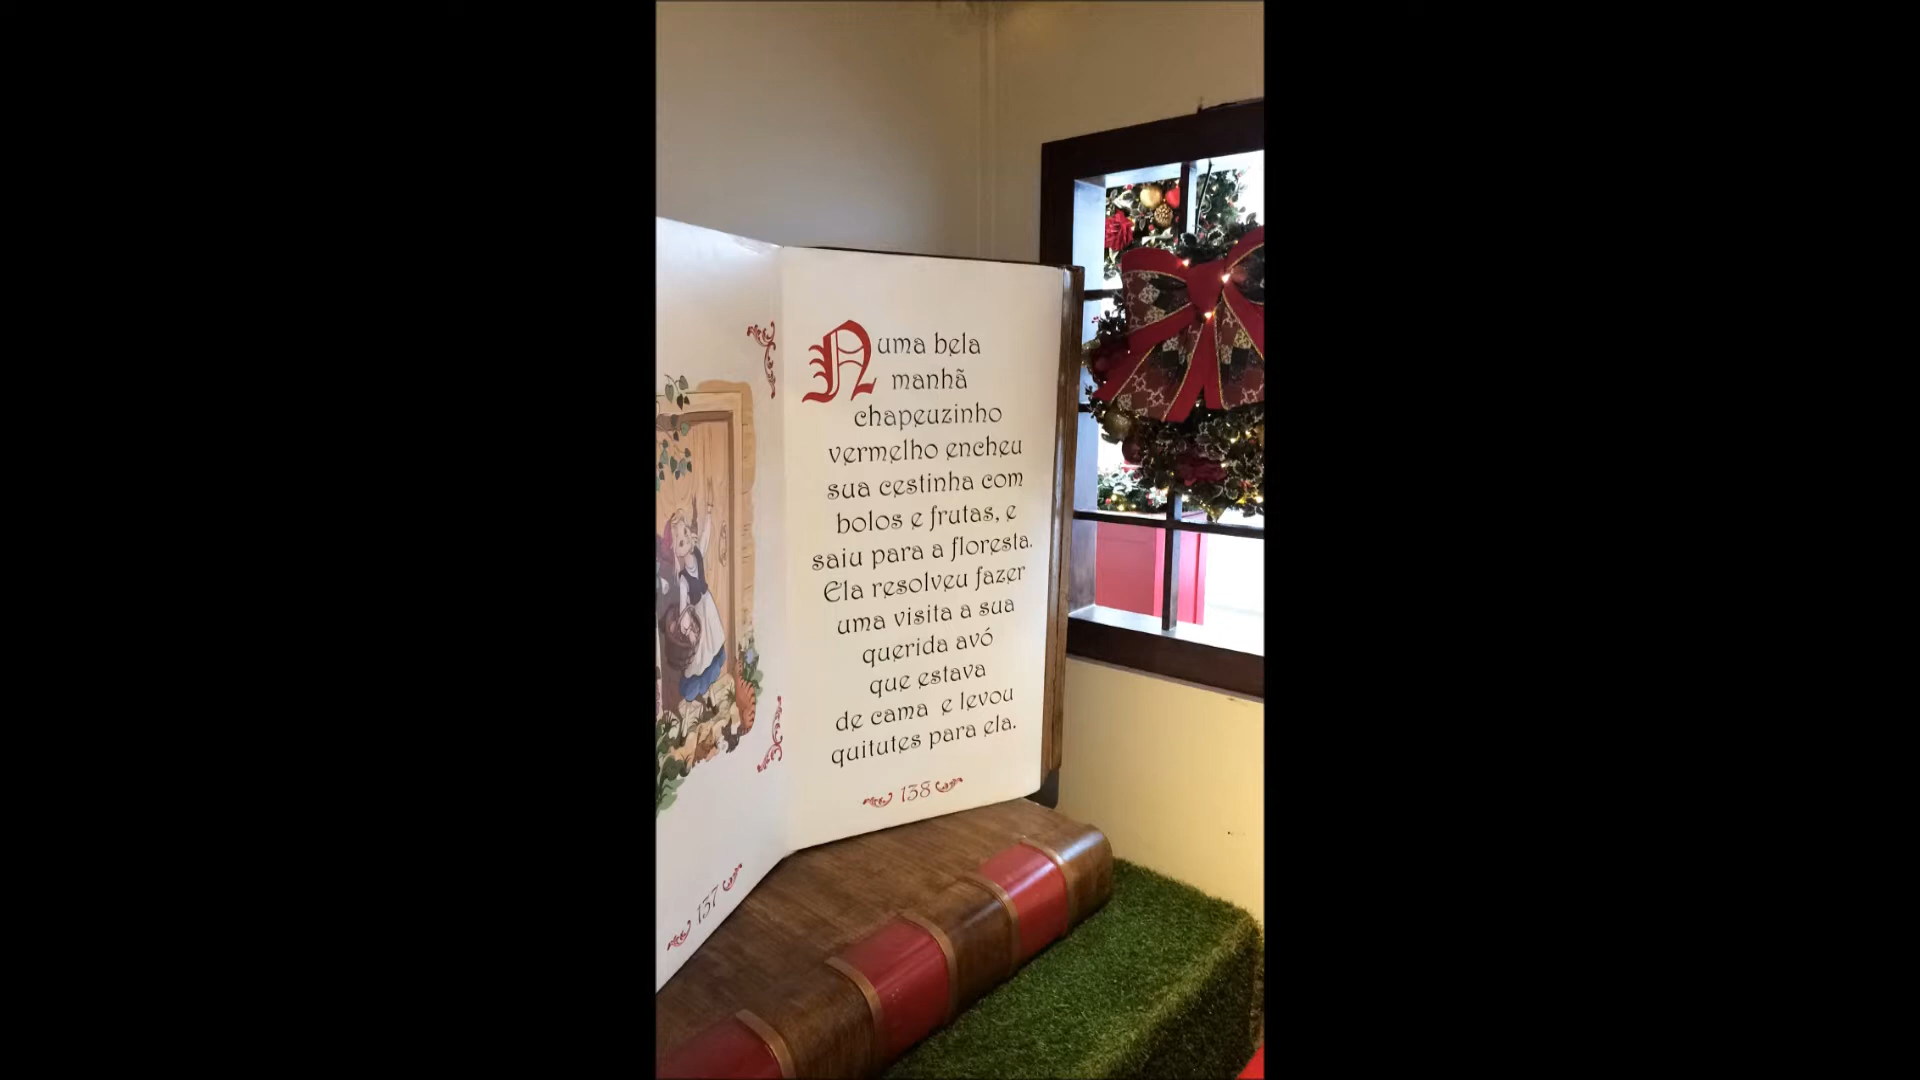 Numa bela
manhã
chapeuzinho
vermelho encheu
sua cestinha com
bolos e frutas, e
saiu para a floresta.
Ela resolveu fazer
uma visita a sua
querida avó
que estava
de cama e levou
quitutes para ela.
138
137